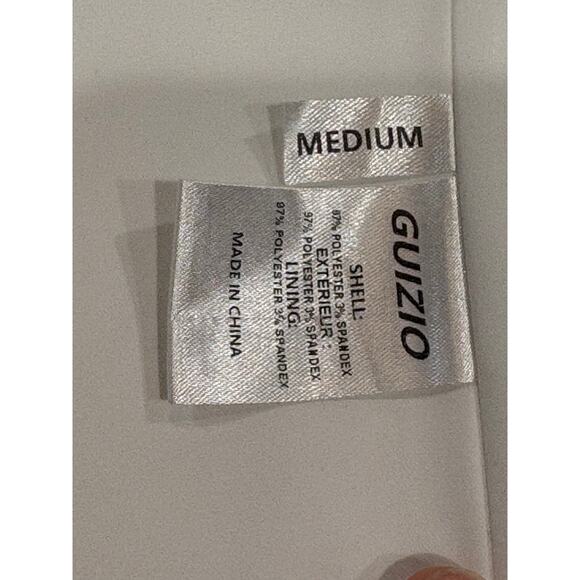 MEDIUM
GUIZIO
SHELL:
97% POLYESTER 3% SPANDEX
EXTERIEUR :
97% POLYESTER 3% SPANDEX
LINING:
97% POLYESTER 3% SPANDEX
MADE IN CHINA